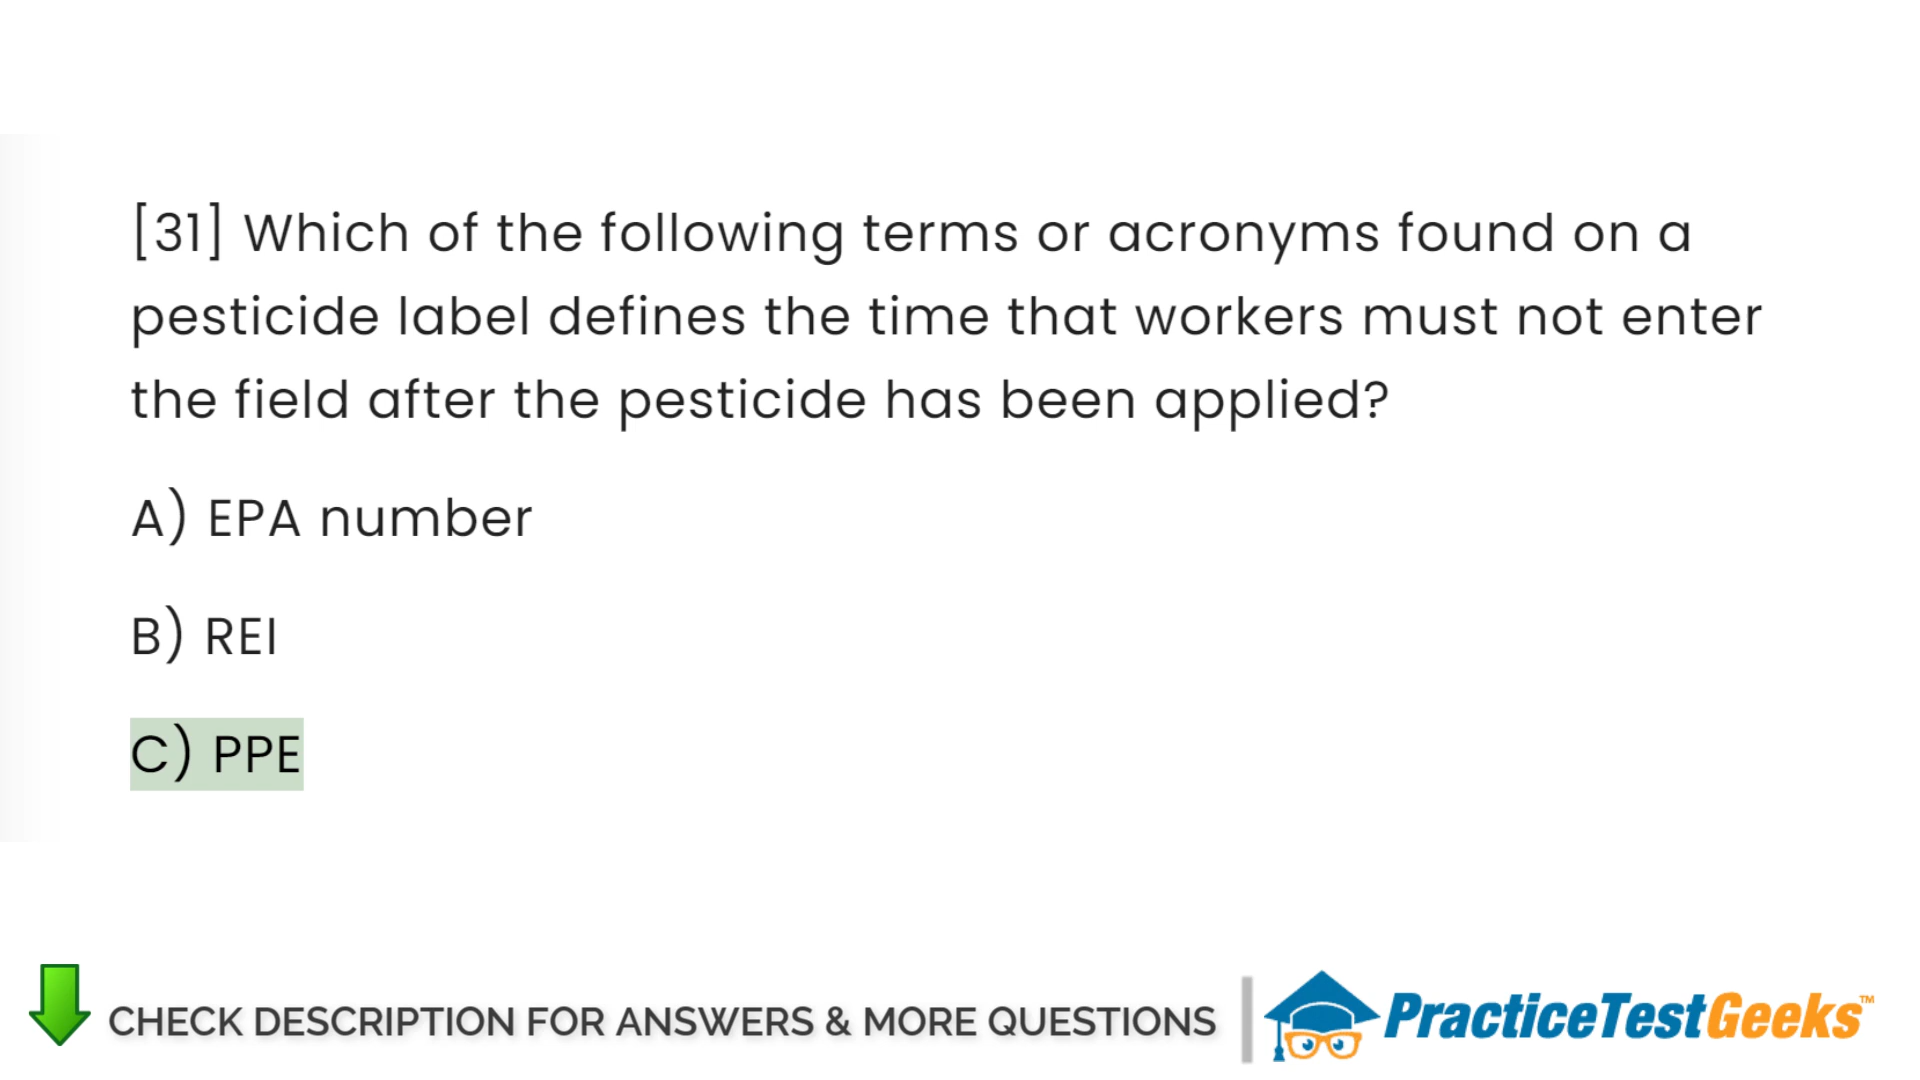 [31] Which of the following terms or acronyms found on a
pesticide label defines the time that workers must not enter
the field after the pesticide has been applied?
A) EPA number
B) REI
C) PPE
CHECK DESCRIPTION FOR ANSWERS & MORE QUESTIONS
PracticeTestGeeks™